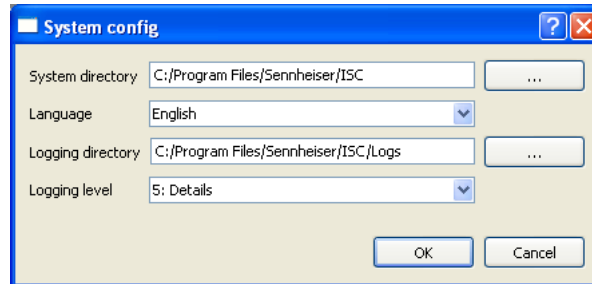 System config
System directory C:/Program Files/Sennheiser/ISC ...
Language English
Logging directory C:/Program Files/Sennheiser/ISC/Logs ...
Logging level 5: Details
OK Cancel